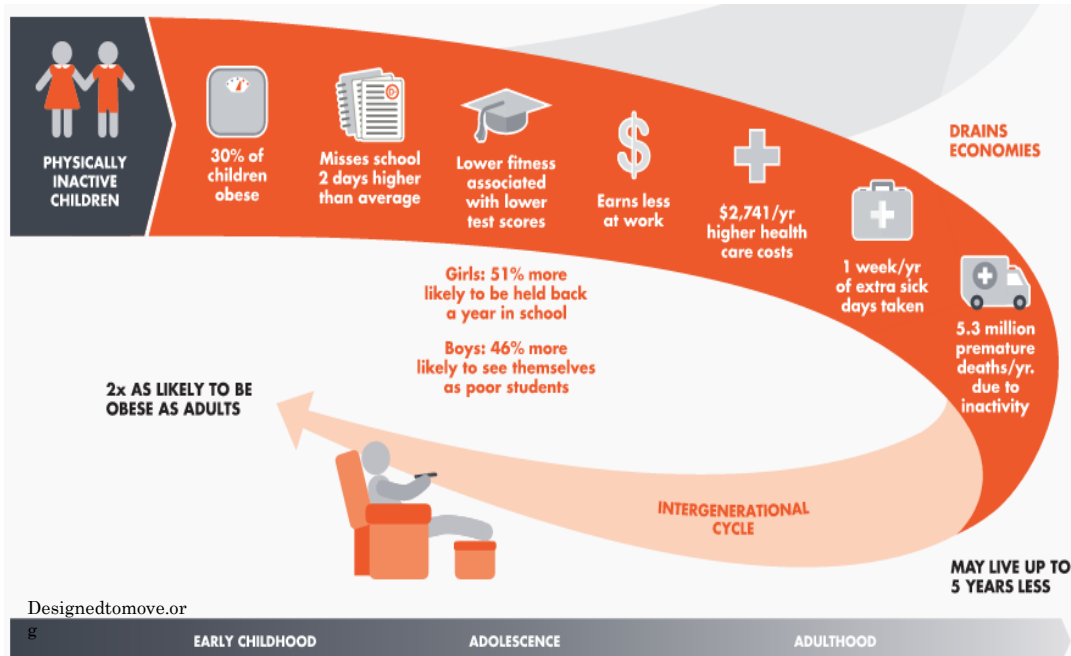 PHYSICALLY
INACTIVE
CHILDREN
30% of
children
obese
Misses school
2 days higher
than average
Lower fitness
associated
with lower
test scores
Earns less
at work
$2,741/yr
higher health
care costs
1 week/yr
of extra sick
days taken
5.3 million
premature
deaths/yr.
due to
inactivity
DRAINS
ECONOMIES
Girls: 51% more
likely to be held back
a year in school
Boys: 46% more
likely to see themselves
as poor students
2x AS LIKELY TO BE
OBESE AS ADULTS
INTERGENERATIONAL
CYCLE
MAY LIVE UP TO
5 YEARS LESS
Designedtomove.or
g
EARLY CHILDHOOD
ADOLESCENCE
ADULTHOOD